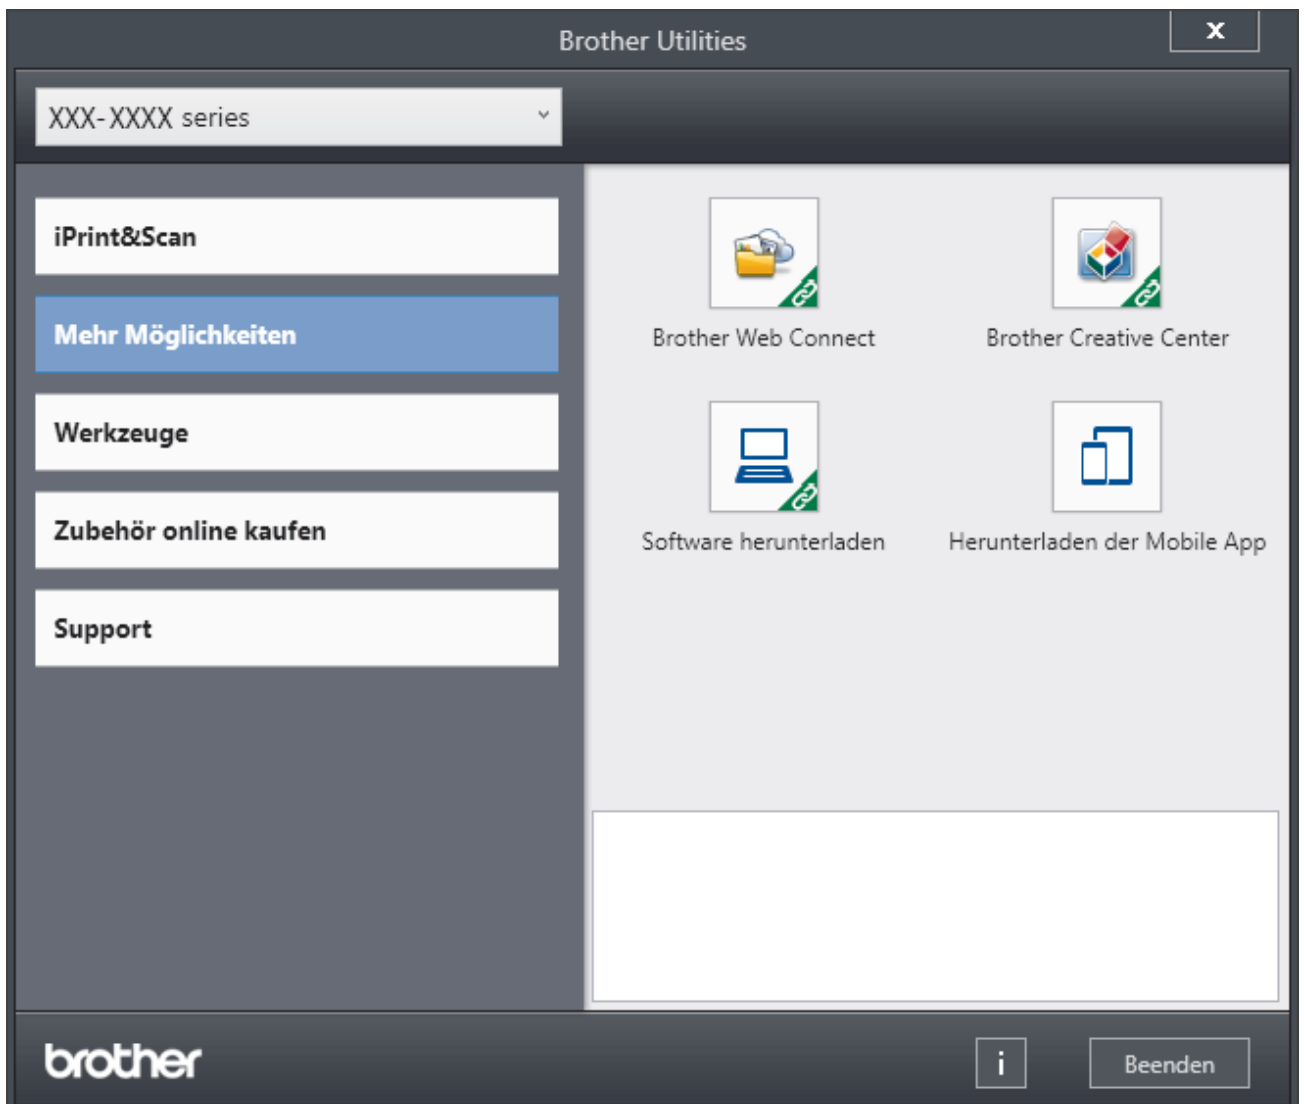 Brother Utilities
X
XXX-XXXX series
iPrint&Scan
Mehr Möglichkeiten
Werkzeuge
Zubehör online kaufen
Support
Brother Web Connect
Brother Creative Center
Software herunterladen
Herunterladen der Mobile App
brother
i
Beenden